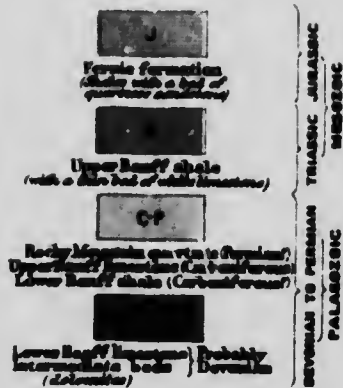 J
Fernie formation
(shales with a bed of
quartzose sandstone)
Upper Banff shale
(with a thin bed of white limestone)
C-P
Rocky Mountain quartzite (Permian?)
Upper Banff limestone (Carboniferous)
Lower Banff shale (Carboniferous?)
Lower Banff limestone
Intermediate beds
(dolomites)
Probably
Devonian
JURASSIC
TRIASSIC
MESOZOIC
DEVONIAN TO PERMIAN
PALAEOZOIC